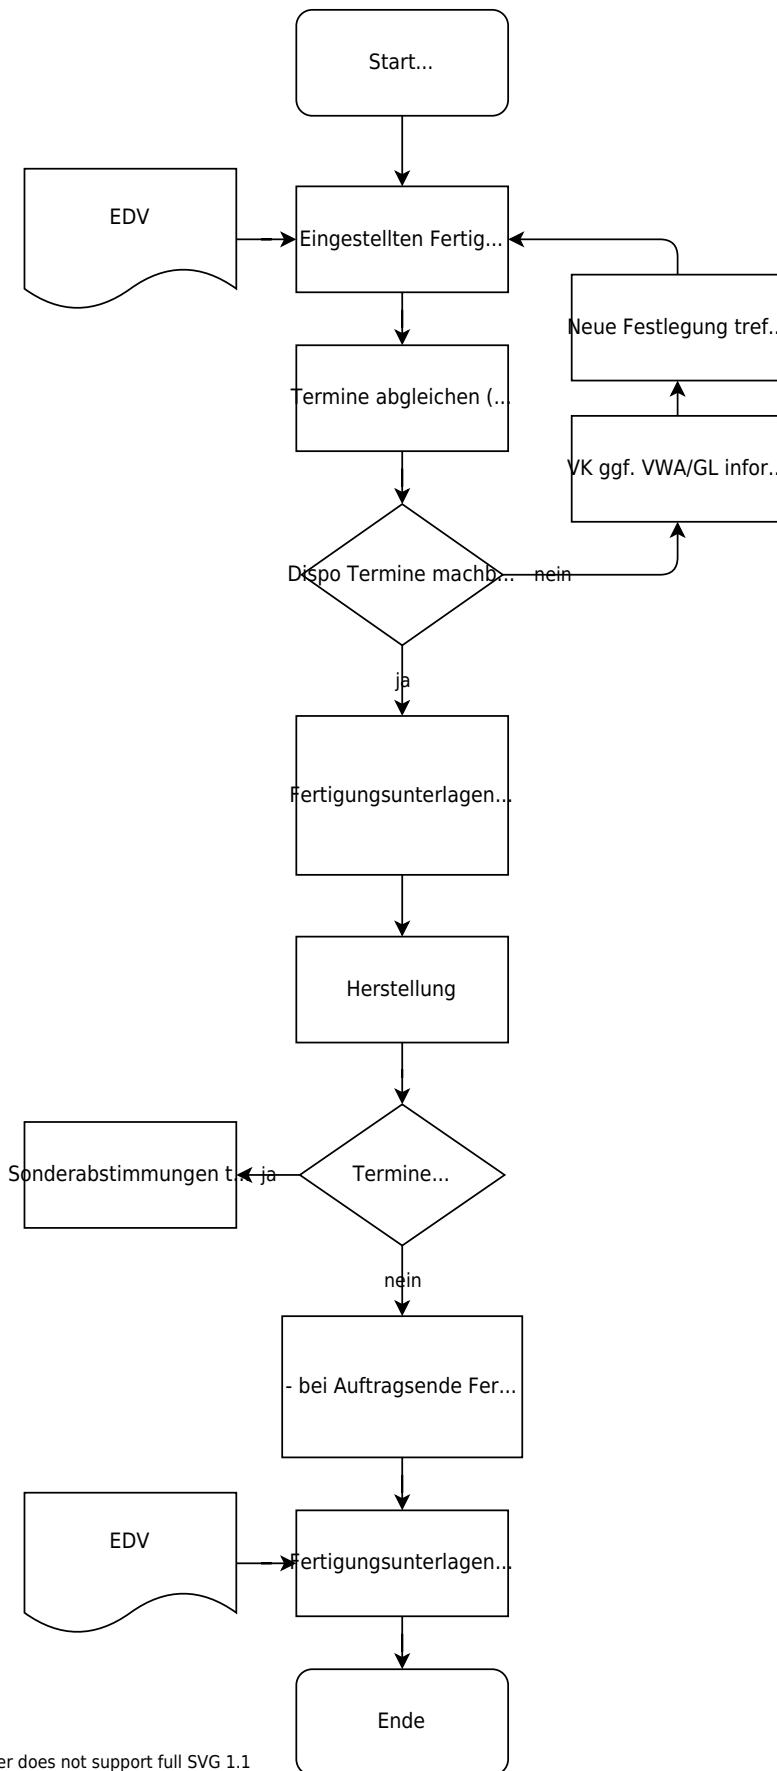 Start...
EDV
Eingestellten Fertig...
Neue Festlegung tref...
Termine abgleichen (...
VK ggf. VWA/GL infor...
Dispo Termine machb...
nein
ja
Fertigungsunterlagen...
Herstellung
Sonderabstimmungen t...
ja
Termine...
nein
- bei Auftragsende Fer...
EDV
Fertigungsunterlagen...
Ende
er does not support full SVG 1.1